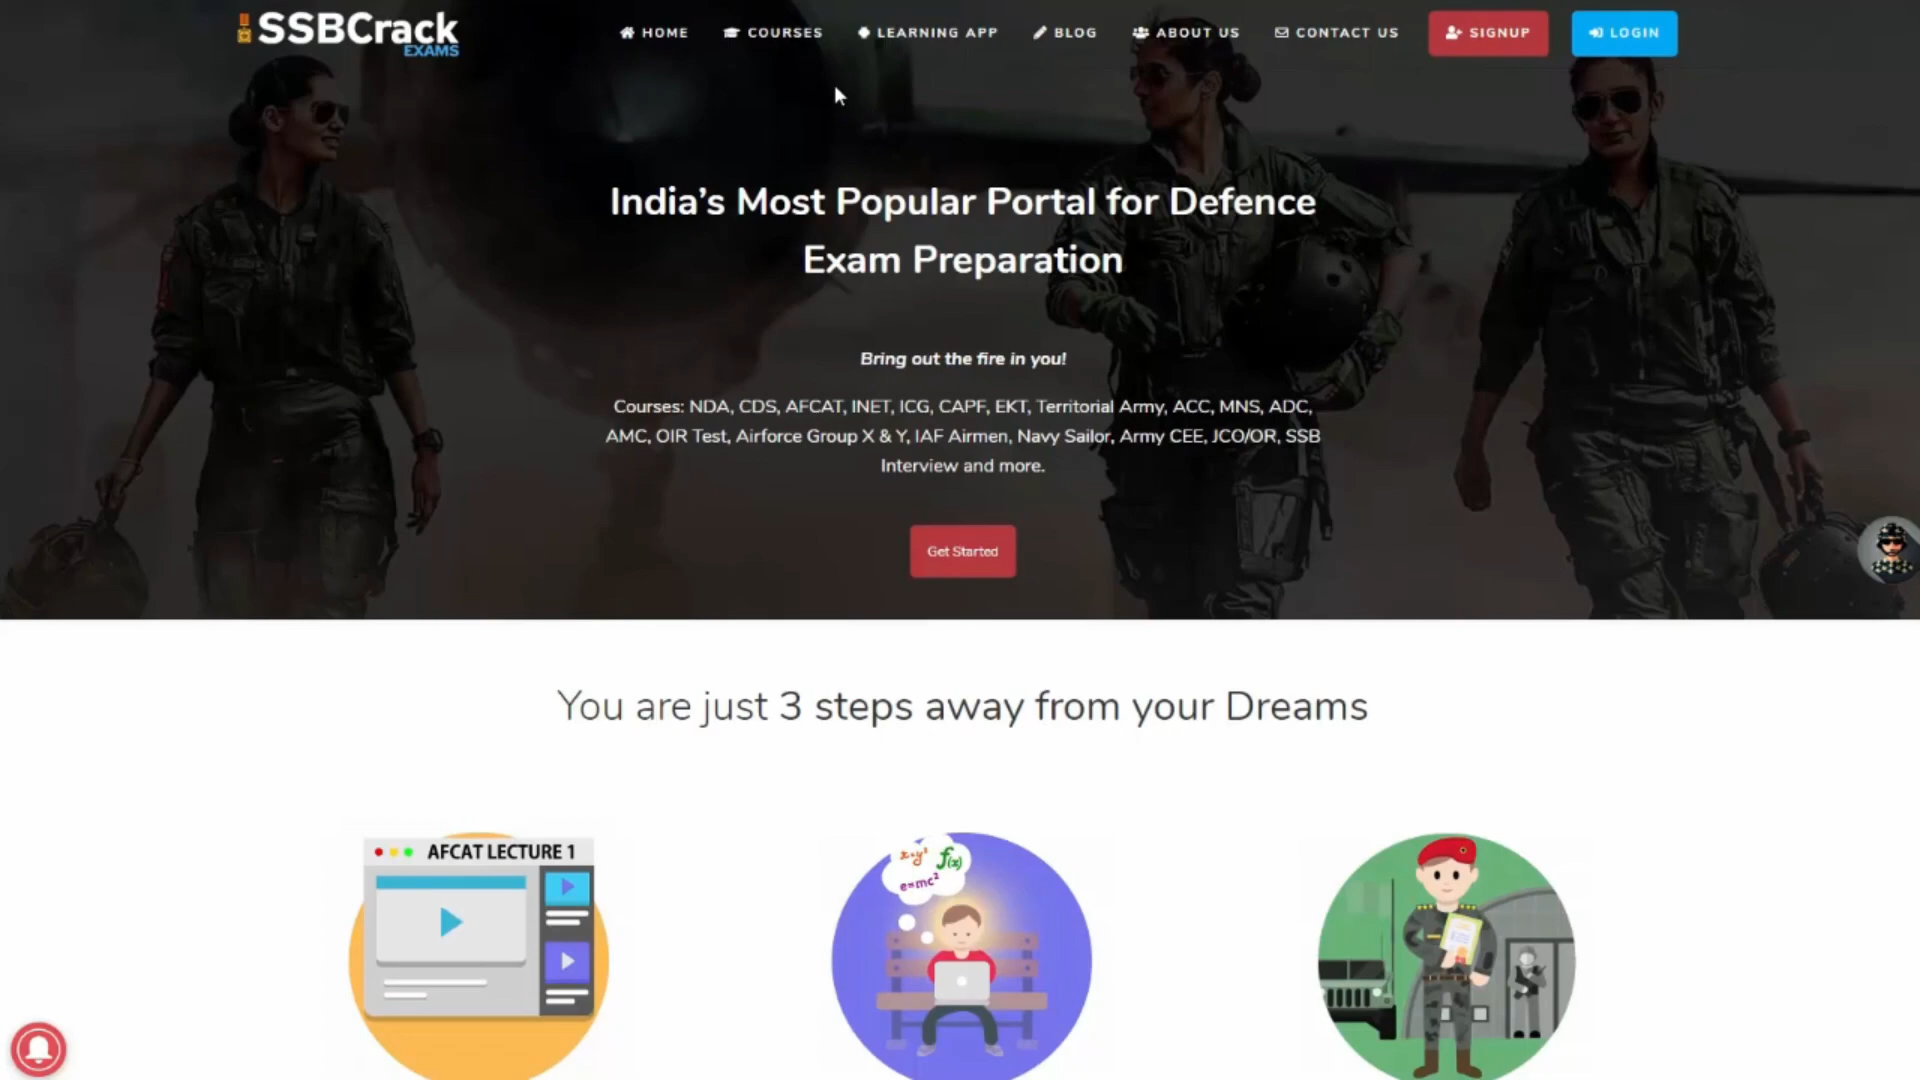 SSBCrack
EXAMS
HOME
COURSES
LEARNING APP
BLOG
ABOUT US
CONTACT US
SIGNUP
LOGIN
India's Most Popular Portal for Defence
Exam Preparation
Bring out the fire in you!
Courses: NDA, CDS, AFCAT, INET, ICG, CAPF, EKT, Territorial Army, ACC, MNS, ADC,
AMC, OIR Test, Airforce Group X & Y, IAF Airmen, Navy Sailor, Army CEE, JCO/OR, SSB
Interview and more.
Get Started
You are just 3 steps away from your Dreams
AFCAT LECTURE 1
x+y²
f(x)
e=mc²